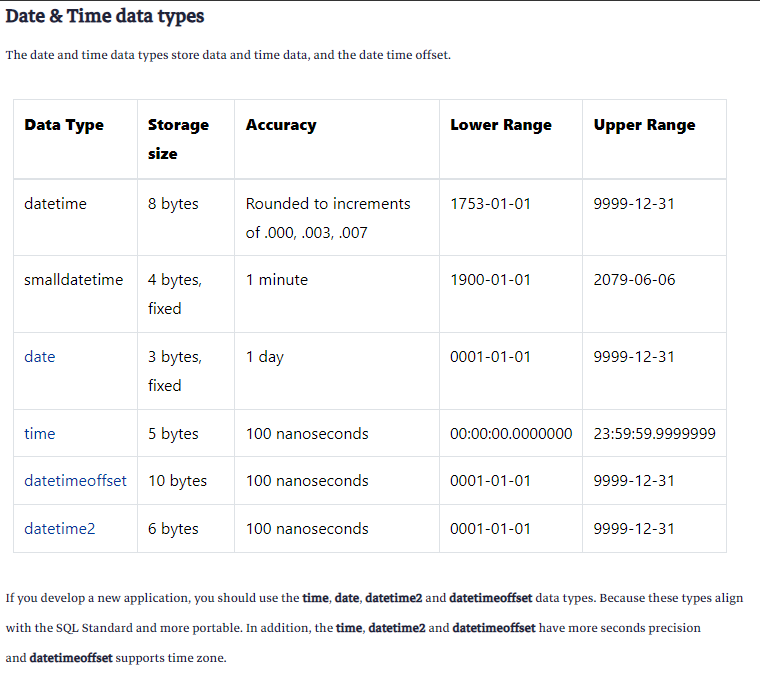 Date & Time data types
The date and time data types store data and time data, and the date time offset.
Data Type Storage size Accuracy Lower Range Upper Range
datetime 8 bytes Rounded to increments of .000, .003, .007 1753-01-01 9999-12-31
smalldatetime 4 bytes, fixed 1 minute 1900-01-01 2079-06-06
date 3 bytes, fixed 1 day 0001-01-01 9999-12-31
time 5 bytes 100 nanoseconds 00:00:00.0000000 23:59:59.9999999
datetimeoffset 10 bytes 100 nanoseconds 0001-01-01 9999-12-31
datetime2 6 bytes 100 nanoseconds 0001-01-01 9999-12-31
If you develop a new application, you should use the time, date, datetime2 and datetimeoffset data types. Because these types align
with the SQL Standard and more portable. In addition, the time, datetime2 and datetimeoffset have more seconds precision
and datetimeoffset supports time zone.